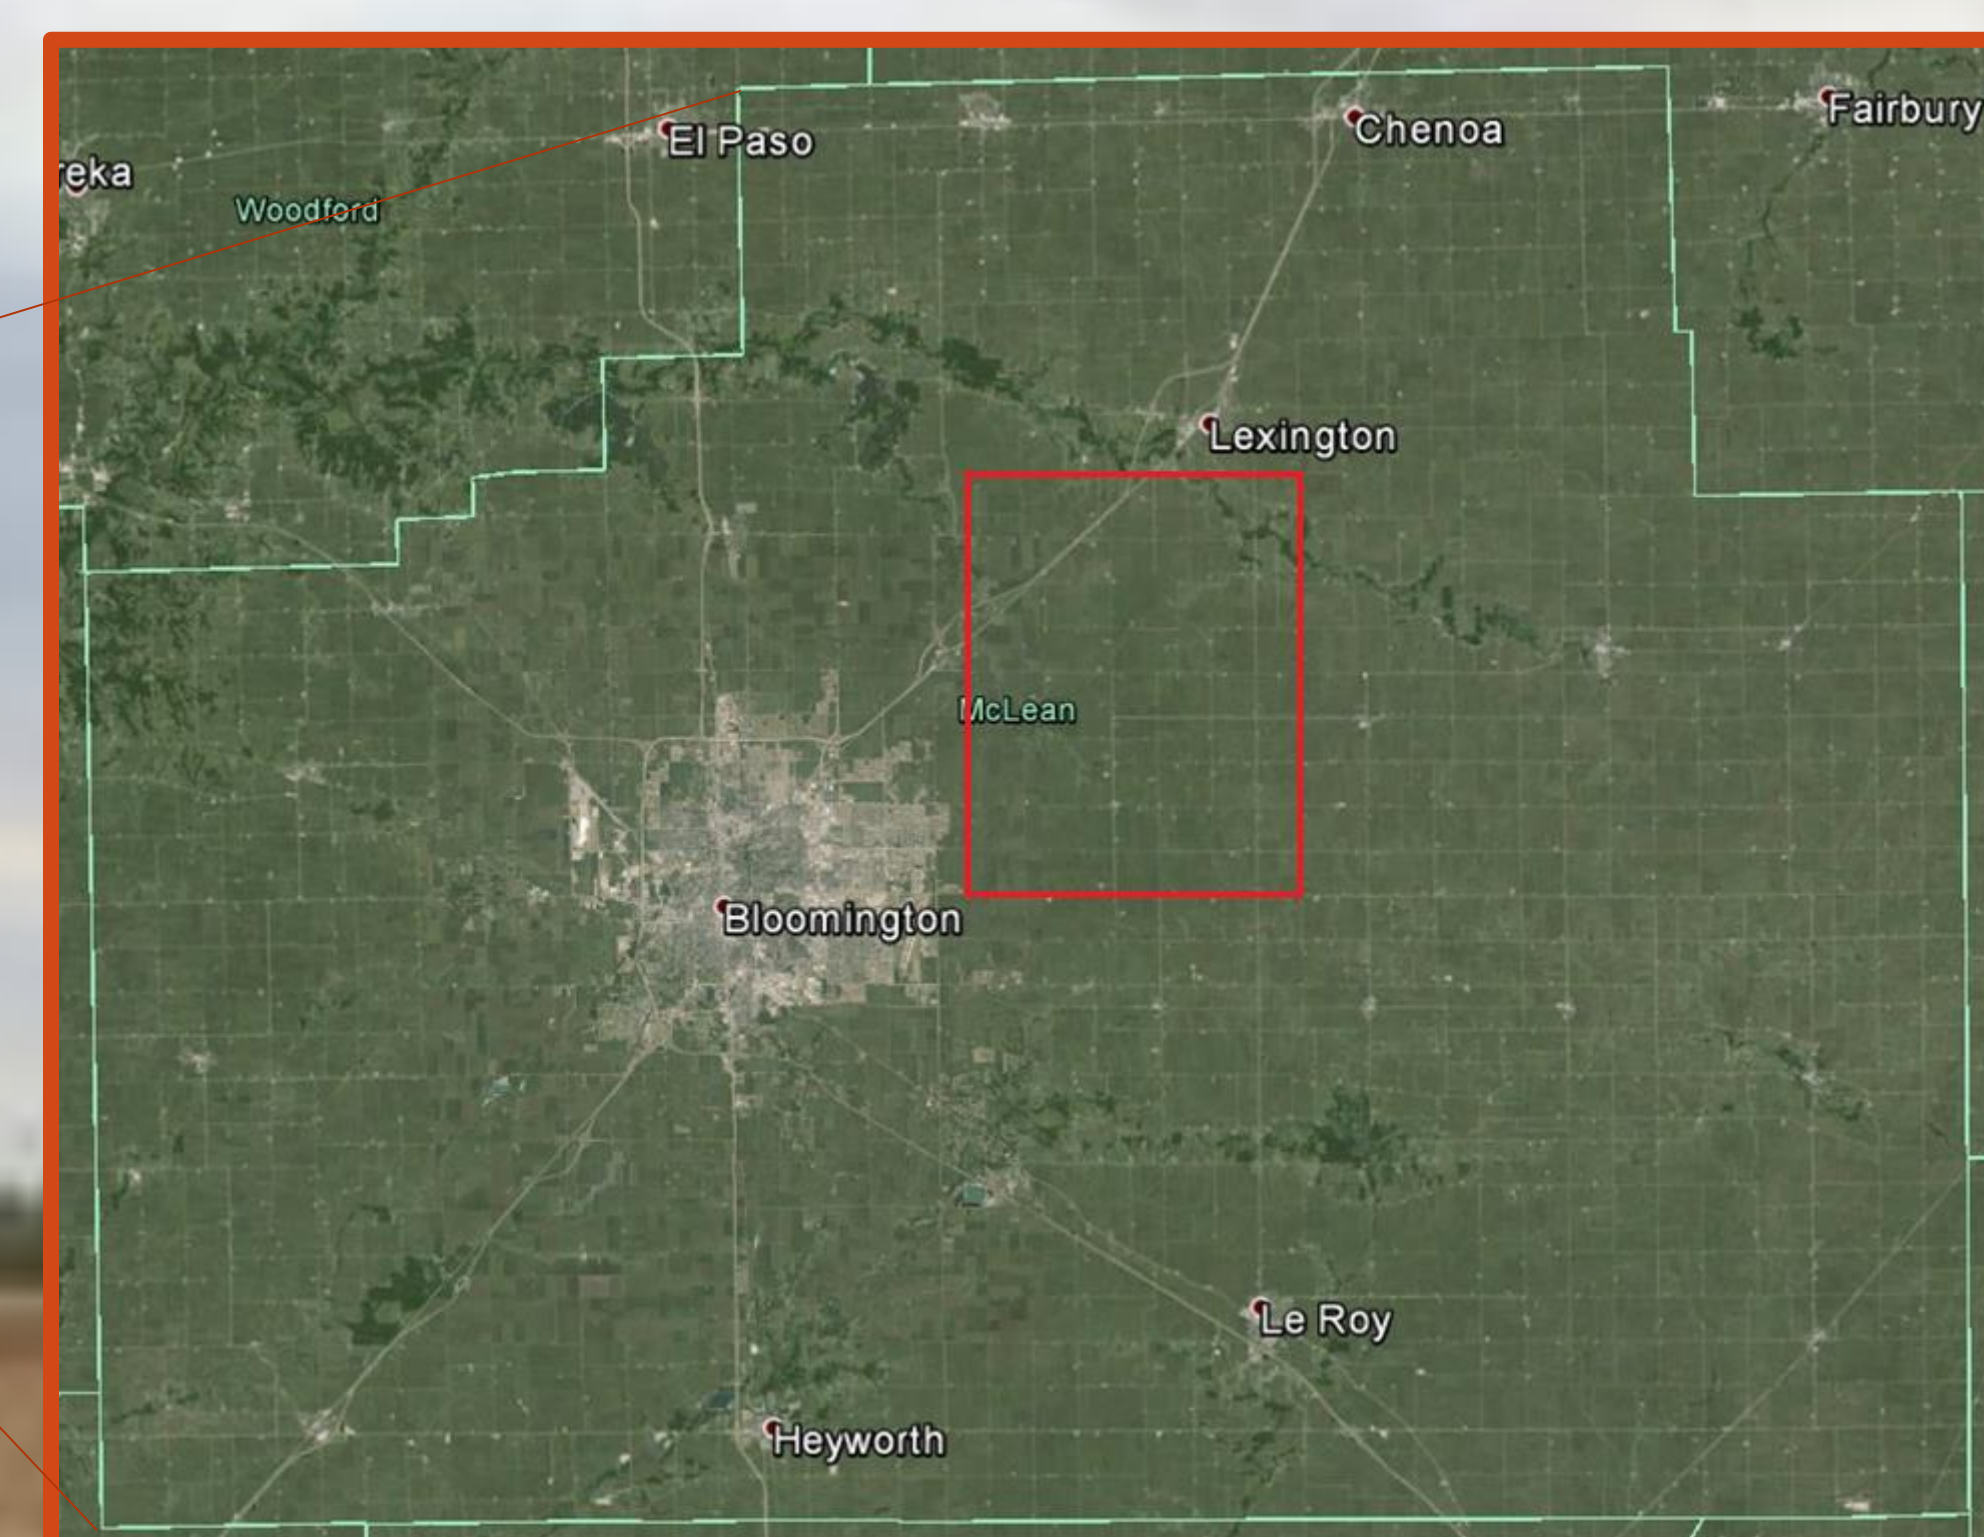 El Paso
Chenoa
Fairbury
reka
Woodford
Lexington
McLean
Bloomington
Le Roy
Heyworth